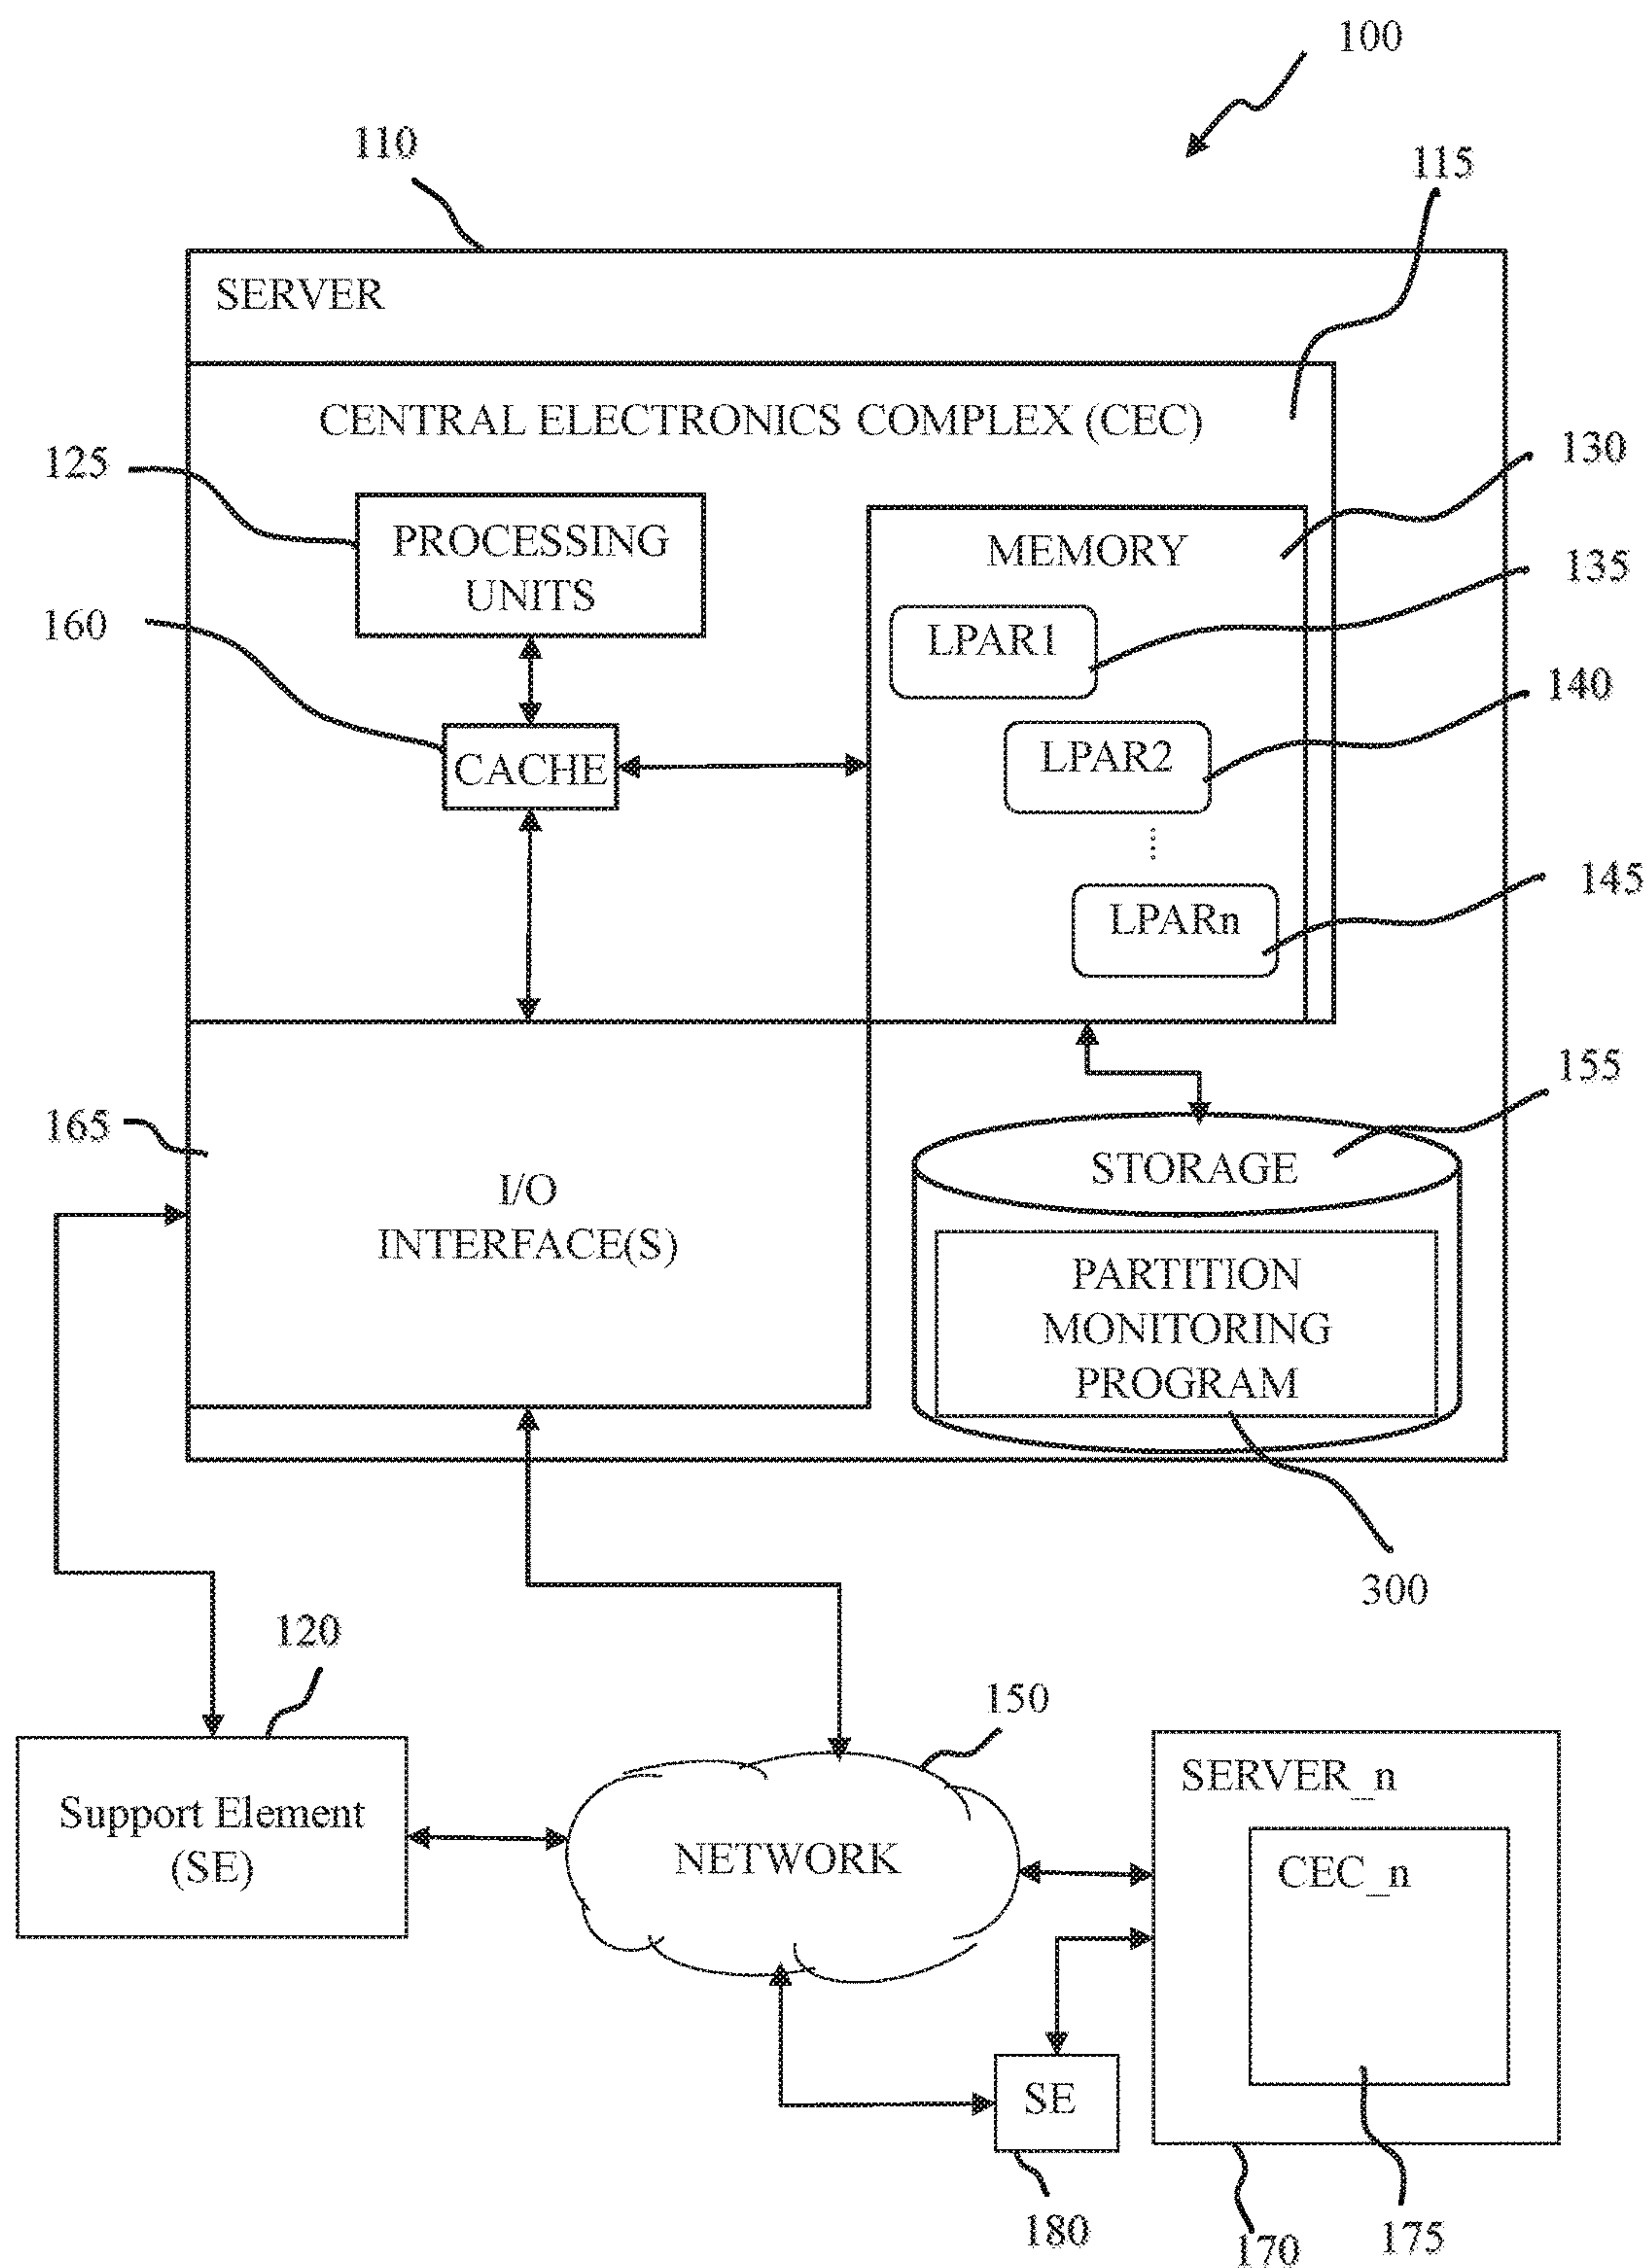 100
110
115
SERVER
CENTRAL ELECTRONICS COMPLEX (CEC)
125
130
PROCESSING
UNITS
MEMORY
135
160
LPAR1
140
CACHE
LPAR2
145
LPARn
155
165
STORAGE
I/O
INTERFACE(S)
PARTITION
MONITORING
PROGRAM
300
120
150
SERVER_n
Support Element
(SE)
NETWORK
CEC_n
SE
180
170
175